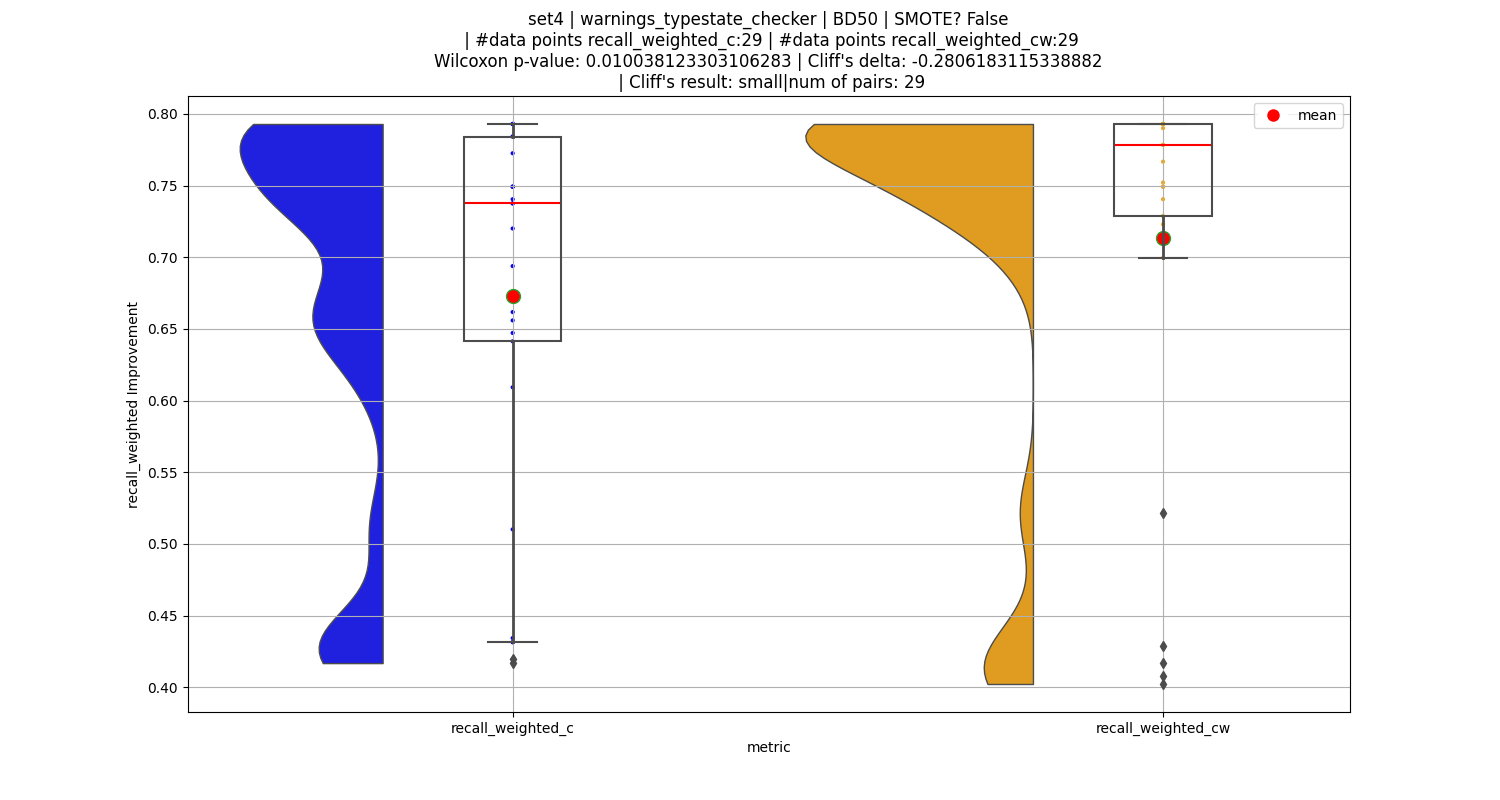 set4 | warnings_typestate_checker | BD50 | SMOTE? False
| #data points recall_weighted_c:29 | #data points recall_weighted_cw:29
Wilcoxon p-value: 0.010038123303106283 | Cliff's delta: -0.2806183115338882
| Cliff's result: small|num of pairs: 29
mean
0.80
0.75
0.70
0.65
0.60
0.55
0.50
0.45
0.40
recall_weighted Improvement
recall_weighted_c
recall_weighted_cw
metric